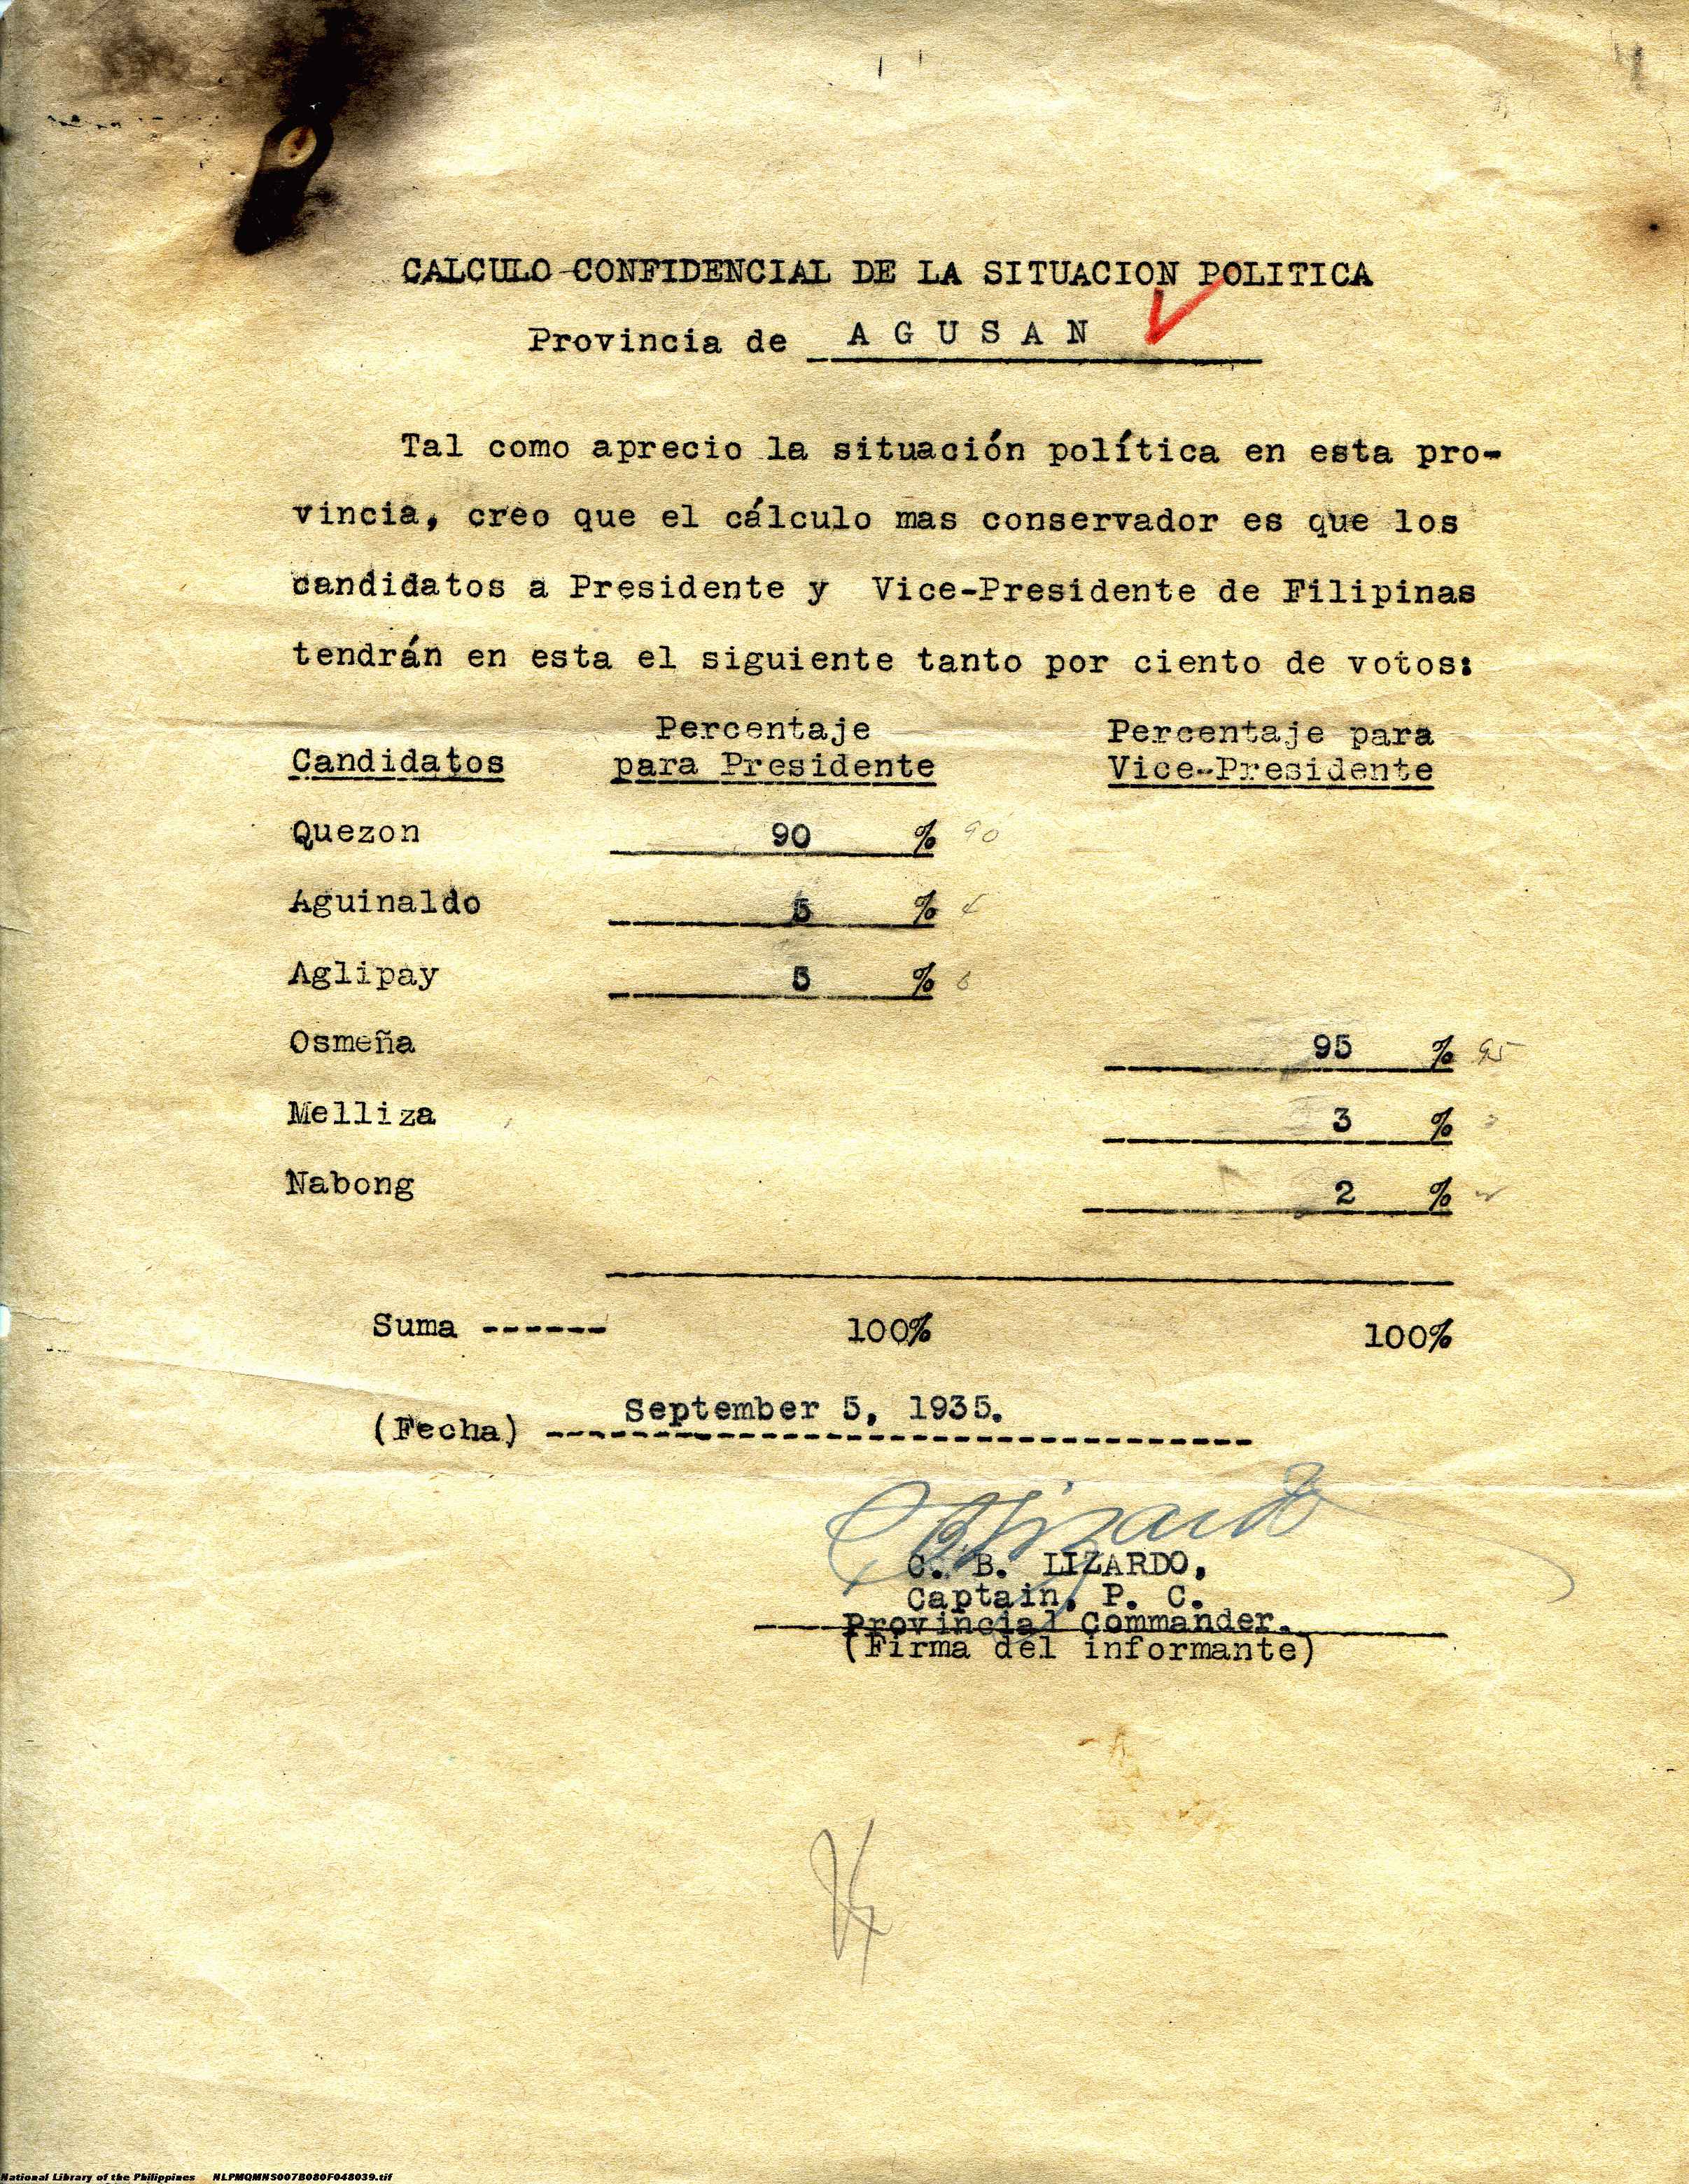 CALCULO CONFIDENCIAL DE LA SITUACION POLITICA
Provincia de A G U S A N
Tal como aprecio la situación política en esta pro-
vincia, creo que el cálculo mas conservador es que los
candidatos a Presidente y Vice-Presidente de Filipinas
tendrán en esta el siguiente tanto por ciento de votos:
Candidatos Percentaje para Presidente Percentaje para Vice-Presidente
Quezon 90 % 90
Aguinaldo 5 %
Aglipay 5 %
Osmeña 95 % 95
Melliza 3 %
Nabong 2 %
Suma ------ 100% 100%
(Fecha) September 5, 1935.
C. B. LIZARDO,
Captain, P. C.
Provincial Commander.
(Firma del informante)
National Library of the Philippines NLPMQMNS007B080F048039.tif